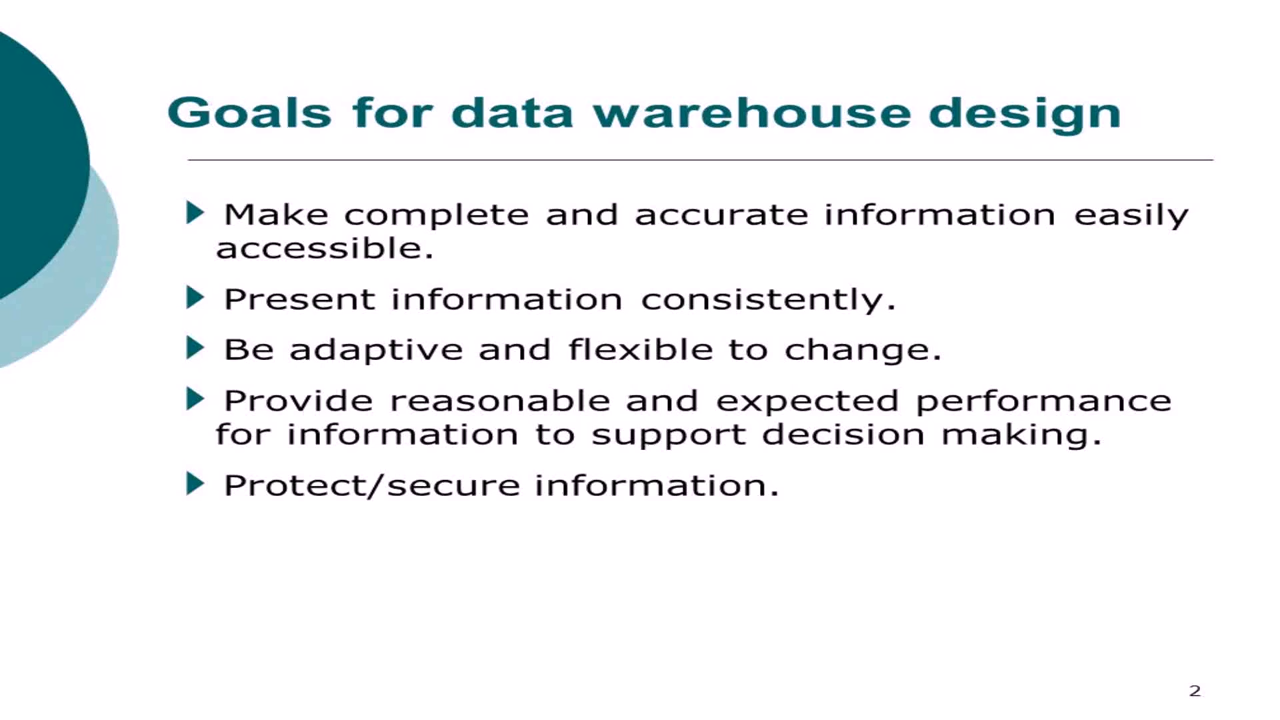 Goals for data warehouse design
Make complete and accurate information easily
accessible.
Present information consistently.
Be adaptive and flexible to change.
Provide reasonable and expected performance
for information to support decision making.
Protect/secure information.
2